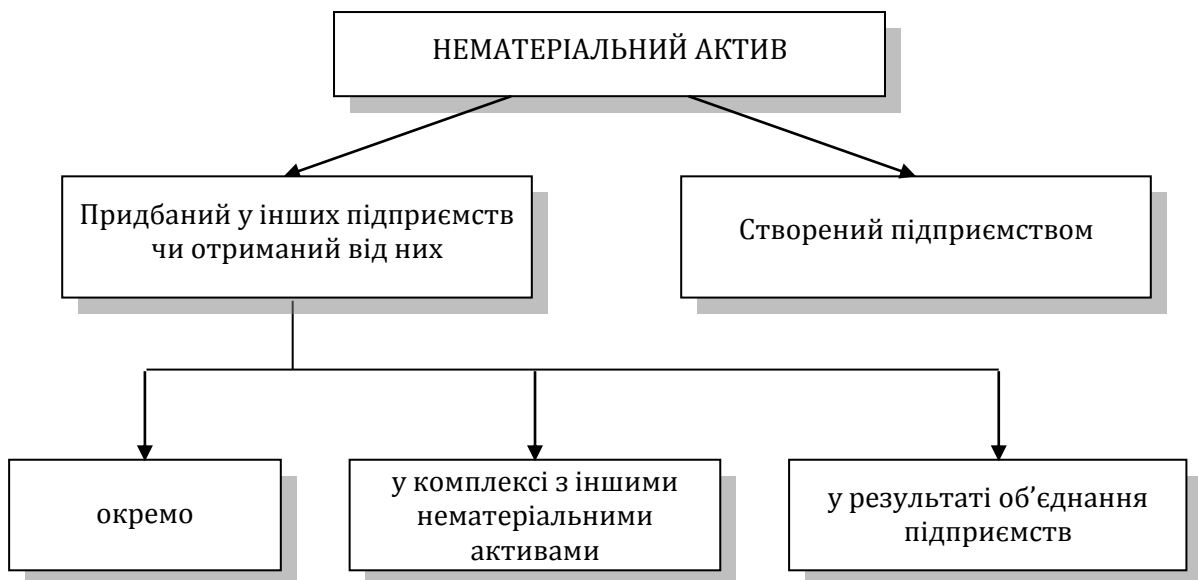 НЕМАТЕРІАЛЬНИЙ АКТИВ
Придбаний у інших підприємств
чи отриманий від них
Створений підприємством
окремо
у комплексі з іншими
нематеріальними
активами
у результаті об’єднання
підприємств